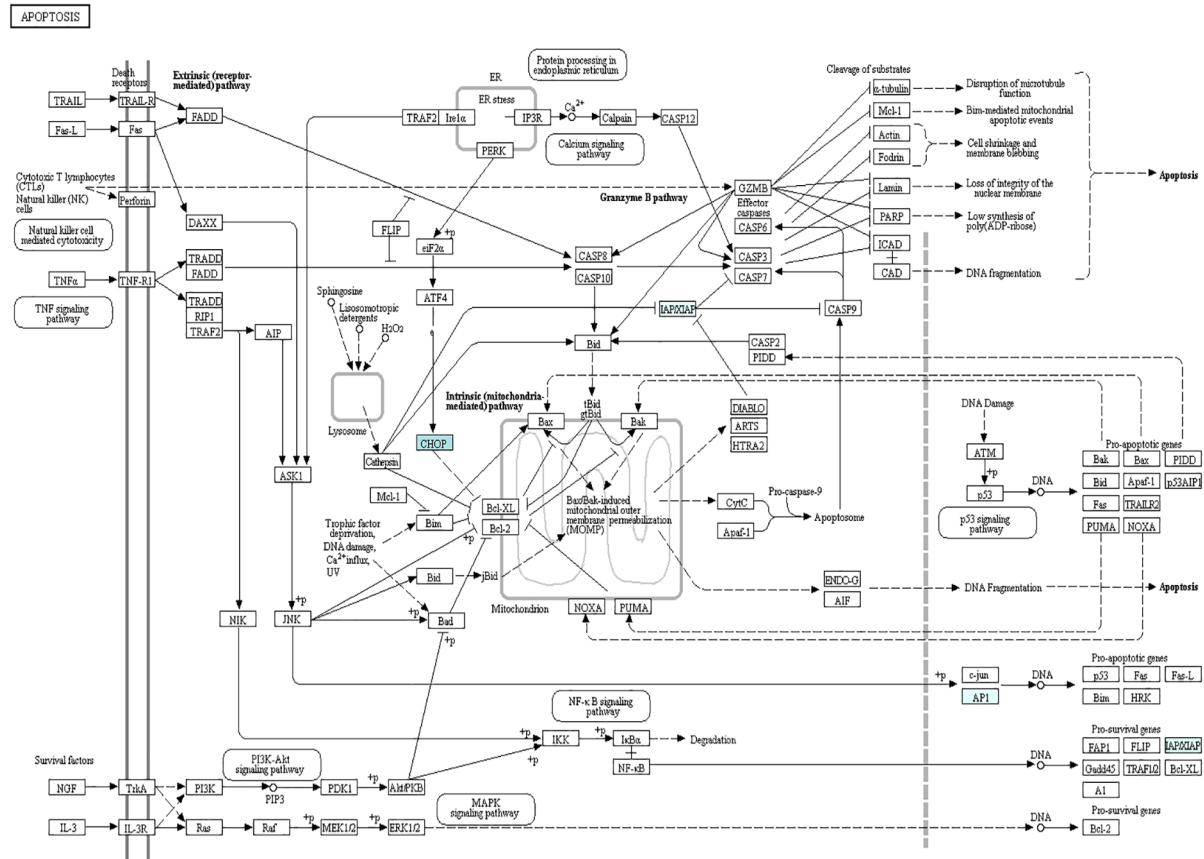 APOPTOSIS
Death
receptors
Extrinsic (receptor-
mediated) pathway
TRAIL
TRAIL-R
Fas-L
Fas
FADD
ER
Protein processing in
endoplasmic reticulum
ER stress
TRAF2
Ire1α
IP3R
Ca2+
Calpain
CASP12
PERK
Calcium signaling
pathway
Cleavage of substrates
α-tubulin
Disruption of microtubule
function
Mcl-1
Bim-mediated mitochondrial
apoptotic events
Actin
Fodrin
Cell shrinkage and
membrane blebbing
Cytotoxic T lymphocytes
(CTLs)
Natural killer (NK)
cells
Perforin
Granzyme B pathway
GZMB
Lamin
Loss of integrity of the
nuclear membrane
Apoptosis
Natural killer cell
mediated cytotoxicity
DAXX
FLIP
+p
eiF2α
Effector
caspases
CASP6
PARP
Low synthesis of
poly(ADP-ribose)
ICAD
CAD
DNA fragmentation
TNFα
TNF-R1
TRADD
FADD
TRADD
RIP1
TRAF2
CASP8
CASP10
CASP3
CASP7
TNF signaling
pathway
AIP
Sphingosine
Lisosomotropic
detergents
H2O2
ATF4
IAP/XIAP
CASP9
Bid
CASP2
PIDD
Lysosome
Intrinsic (mitochondria-
mediated) pathway
tBid
gtBid
Bax
Bak
DIABLO
ARTS
HTRA2
DNA Damage
ATM
+p
p53
DNA
p53 signaling
pathway
Pro-apoptotic genes
Bak
Bax
PIDD
Bid
Apaf-1
p53AIP1
Fas
TRAILR2
PUMA
NOXA
CHOP
Cathepsin
ASK1
Mcl-1
Bim
Bcl-XL
Bcl-2
+p
Bax/Bak-induced
mitochondrial outer
membrane permeabilization
(MOMP)
CytC
Pro-caspase-9
Apaf-1
Apoptosome
Trophic factor
deprivation,
DNA damage,
Ca2+ influx,
UV
Bid
jBid
ENDO-G
AIF
DNA Fragmentation
Apoptosis
Mitochondrion
NOXA
PUMA
NIK
+p
JNK
+p
Bad
+p
+p
c-jun
AP1
DNA
Pro-apoptotic genes
p53
Fas
Fas-L
Bim
HRK
NF-κB signaling
pathway
+p
IKK
+p
+p
IκBα
Degradation
NF-κB
DNA
Pro-survival genes
FAP1
FLIP
IAP/XIAP
Gadd45
TRAF1/2
Bcl-XL
A1
Survival factors
PI3K-Akt
signaling pathway
NGF
TrkA
PI3K
PIP3
PDK1
+p
Akt/PKB
MAPK
signaling pathway
IL-3
IL-3R
Ras
Raf
+p
MEK1/2
+p
ERK1/2
DNA
Pro-survival genes
Bcl-2